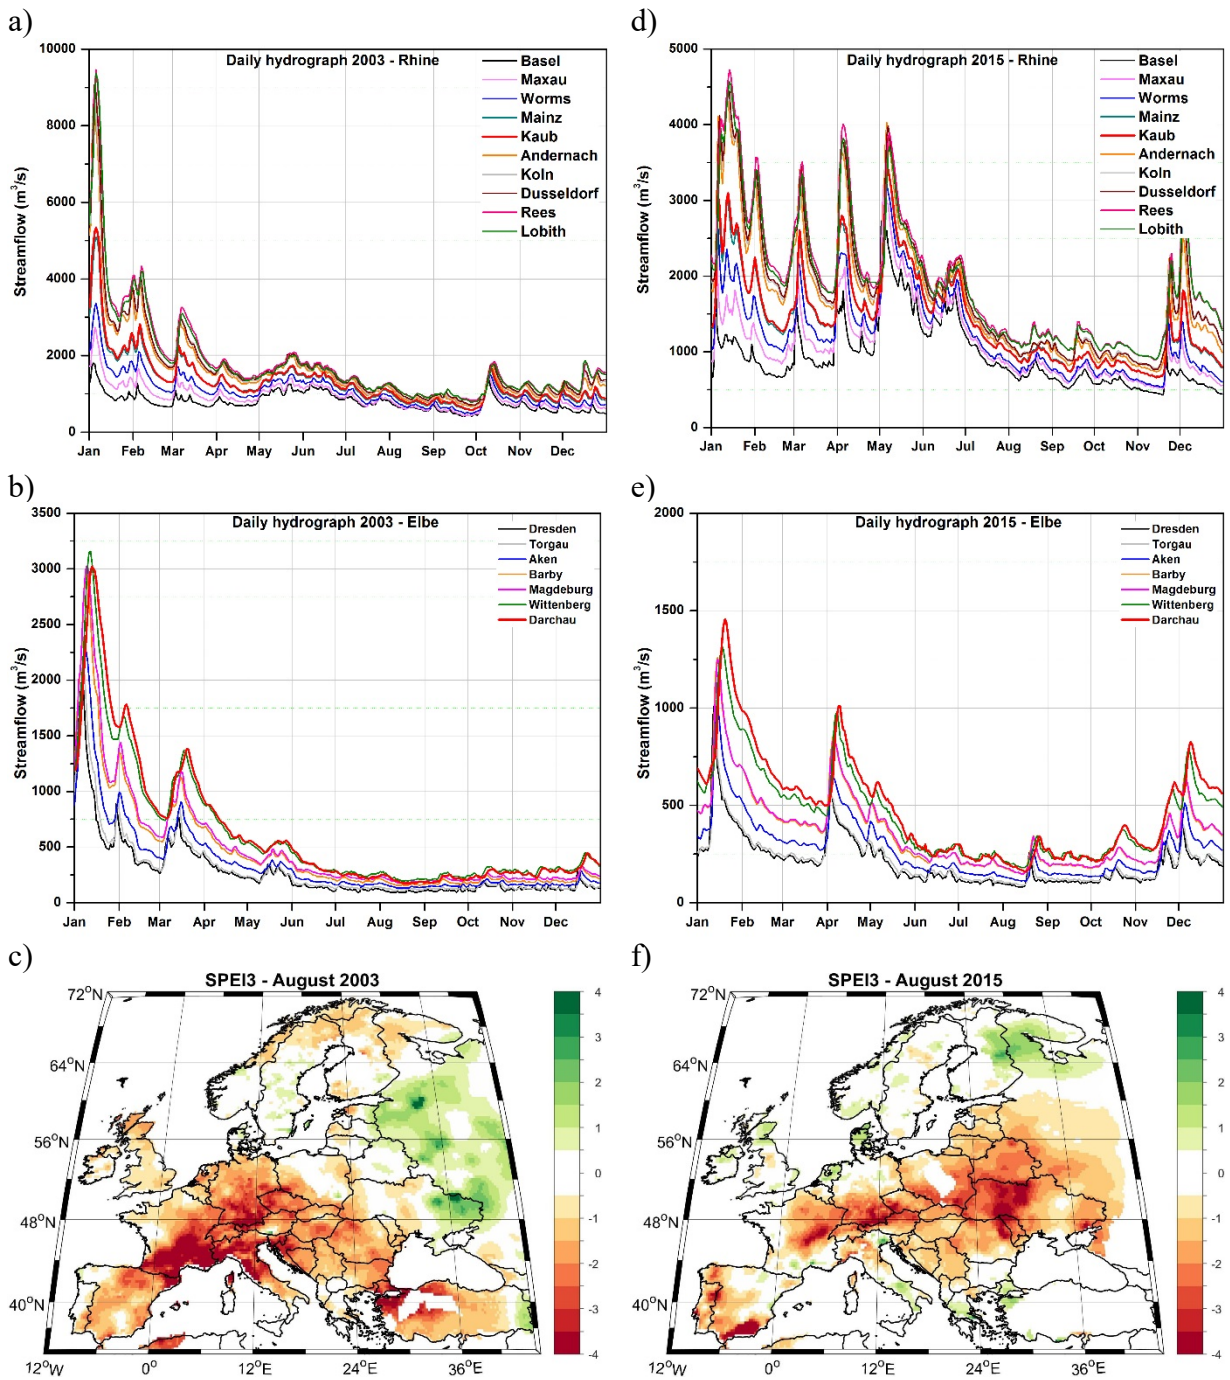 a)
Daily hydrograph 2003 - Rhine
Streamflow (m³/s)
10000
8000
6000
4000
2000
0
Jan Feb Mar Apr May Jun Jul Aug Sep Oct Nov Dec
Basel
Maxau
Worms
Mainz
Kaub
Andernach
Koln
Dusseldorf
Rees
Lobith
d)
Daily hydrograph 2015 - Rhine
Streamflow (m³/s)
5000
4000
3000
2000
1000
0
Jan Feb Mar Apr May Jun Jul Aug Sep Oct Nov Dec
Basel
Maxau
Worms
Mainz
Kaub
Andernach
Koln
Dusseldorf
Rees
Lobith
b)
Daily hydrograph 2003 - Elbe
Streamflow (m³/s)
3500
3000
2500
2000
1500
1000
500
0
Jan Feb Mar Apr May Jun Jul Aug Sep Oct Nov Dec
Dresden
Torgau
Aken
Barby
Magdeburg
Wittenberg
Darchau
e)
Daily hydrograph 2015 - Elbe
Streamflow (m³/s)
2000
1500
1000
500
0
Jan Feb Mar Apr May Jun Jul Aug Sep Oct Nov Dec
Dresden
Torgau
Aken
Barby
Magdeburg
Wittenberg
Darchau
c)
SPEI3 - August 2003
72°N
64°N
56°N
48°N
40°N
12°W 0° 12°E 24°E 36°E
4
3
2
1
0
-1
-2
-3
-4
f)
SPEI3 - August 2015
72°N
64°N
56°N
48°N
40°N
12°W 0° 12°E 24°E 36°E
4
3
2
1
0
-1
-2
-3
-4